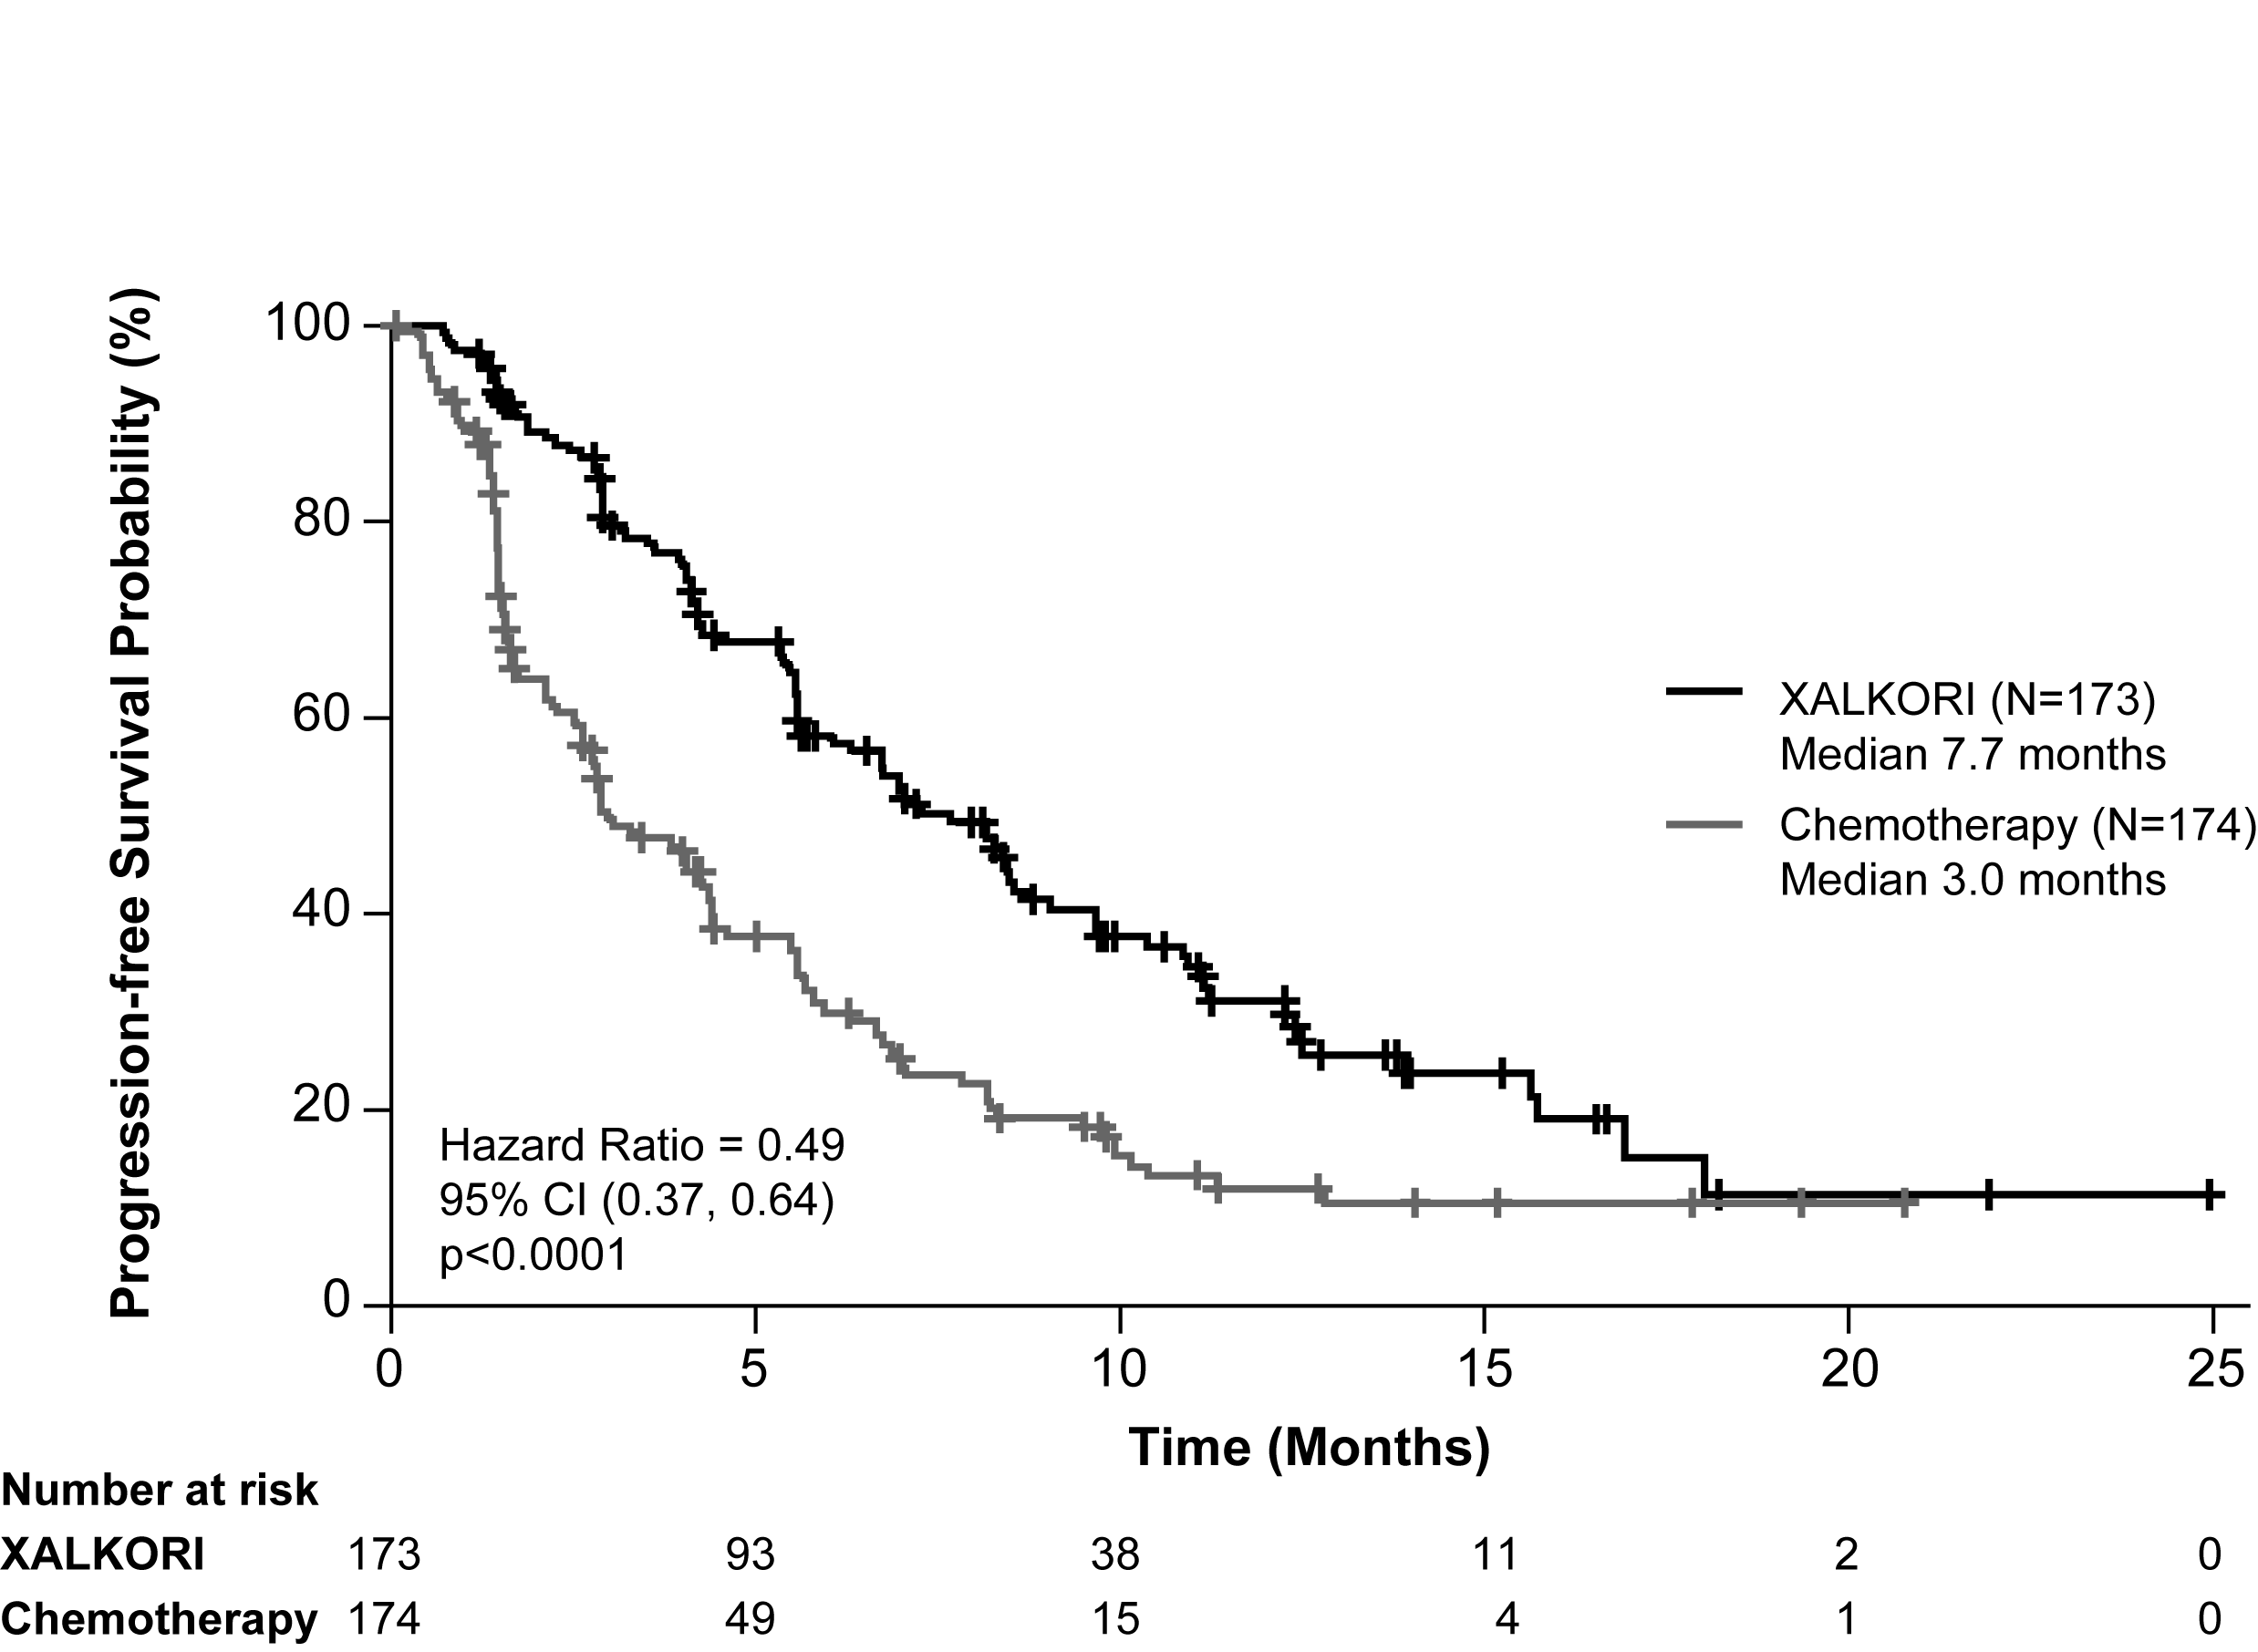 Progression-free Survival Probability (%)
100
80
60
40
20
0
XALKORI (N=173)
Median 7.7 months
Chemotherapy (N=174)
Median 3.0 months
Hazard Ratio = 0.49
95% CI (0.37, 0.64)
p<0.0001
0 5 10 15 20 25
Time (Months)
Number at risk
XALKORI 173 93 38 11 2 0
Chemotherapy 174 49 15 4 1 0